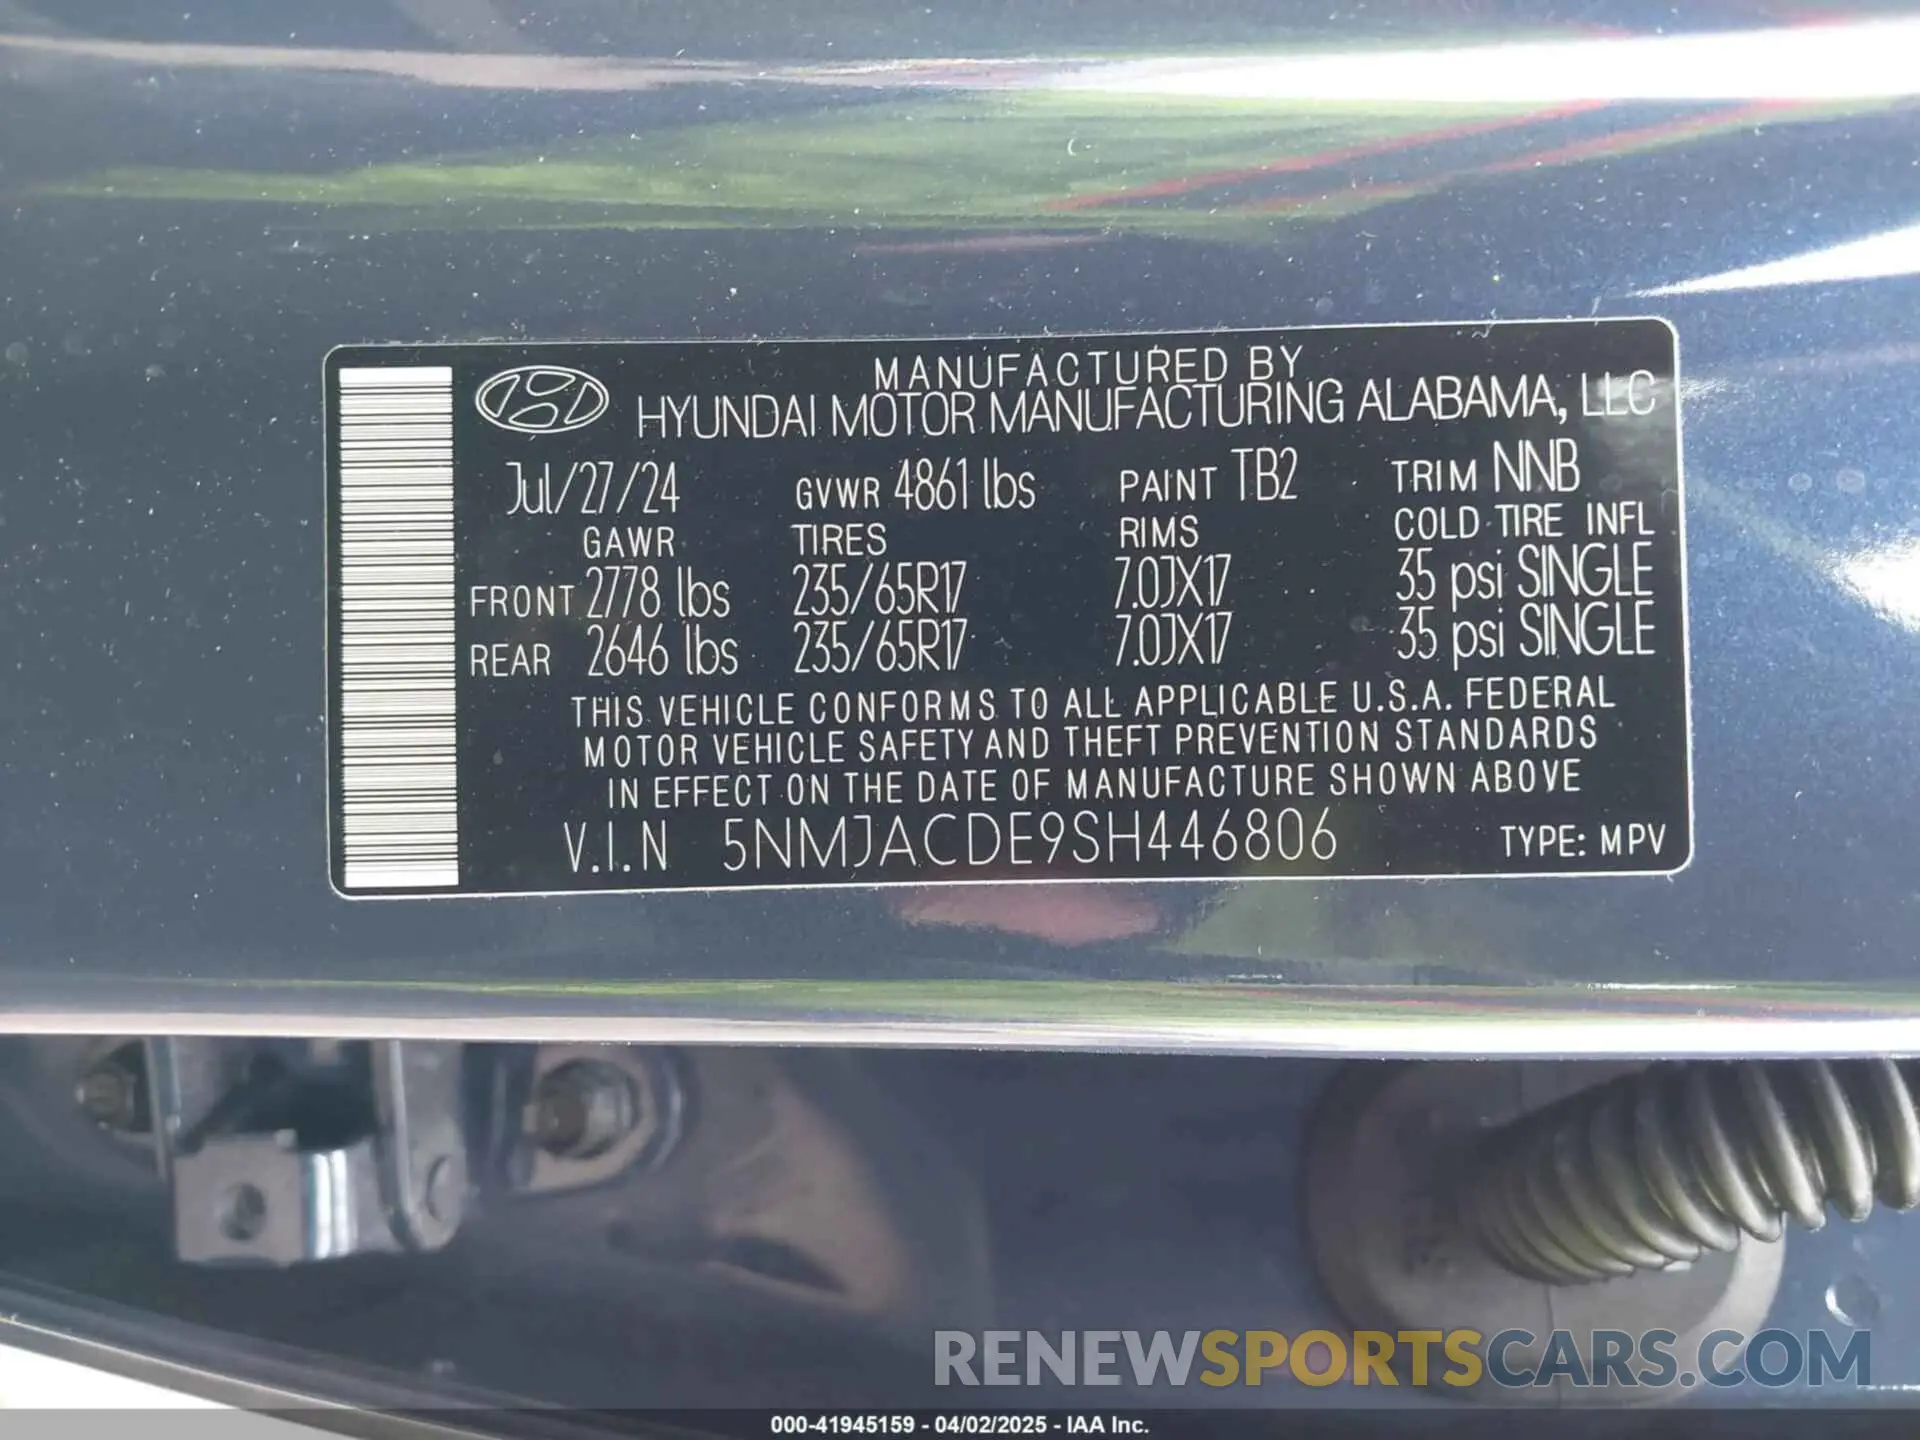 MANUFACTURED BY
HYUNDAI MOTOR MANUFACTURING ALABAMA, LLC
Jul/27/24 GVWR 4861 lbs PAINT TB2 TRIM NNB
GAWR TIRES RIMS COLD TIRE INFL
FRONT 2778 lbs 235/65R17 7.0JX17 35 psi SINGLE
REAR 2646 lbs 235/65R17 7.0JX17 35 psi SINGLE
THIS VEHICLE CONFORMS TO ALL APPLICABLE U.S.A. FEDERAL
MOTOR VEHICLE SAFETY AND THEFT PREVENTION STANDARDS
IN EFFECT ON THE DATE OF MANUFACTURE SHOWN ABOVE
V.I.N 5NMJACDE9SH446806 TYPE: MPV
RENEWSPORTSCARS.COM
000-41945159 - 04/02/2025 - IAA Inc.